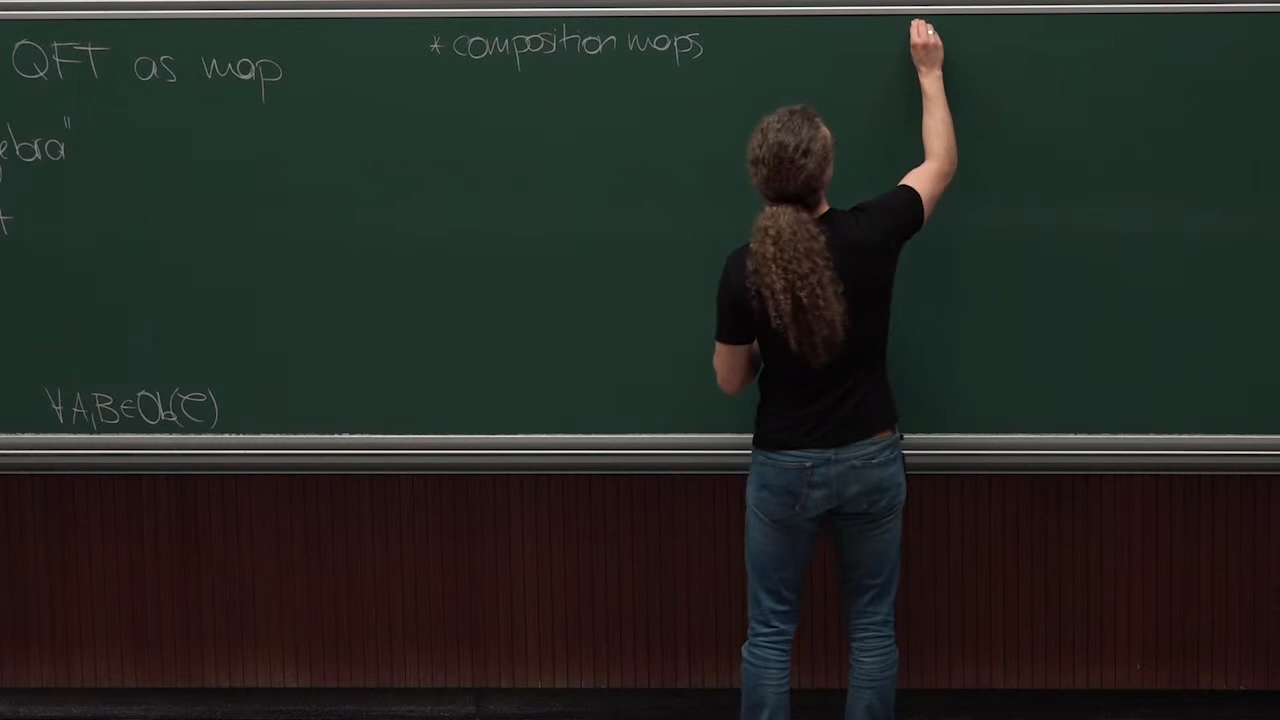 QFT as map
ebra"
∀ A,B ∈ Ob(C)
* composition maps